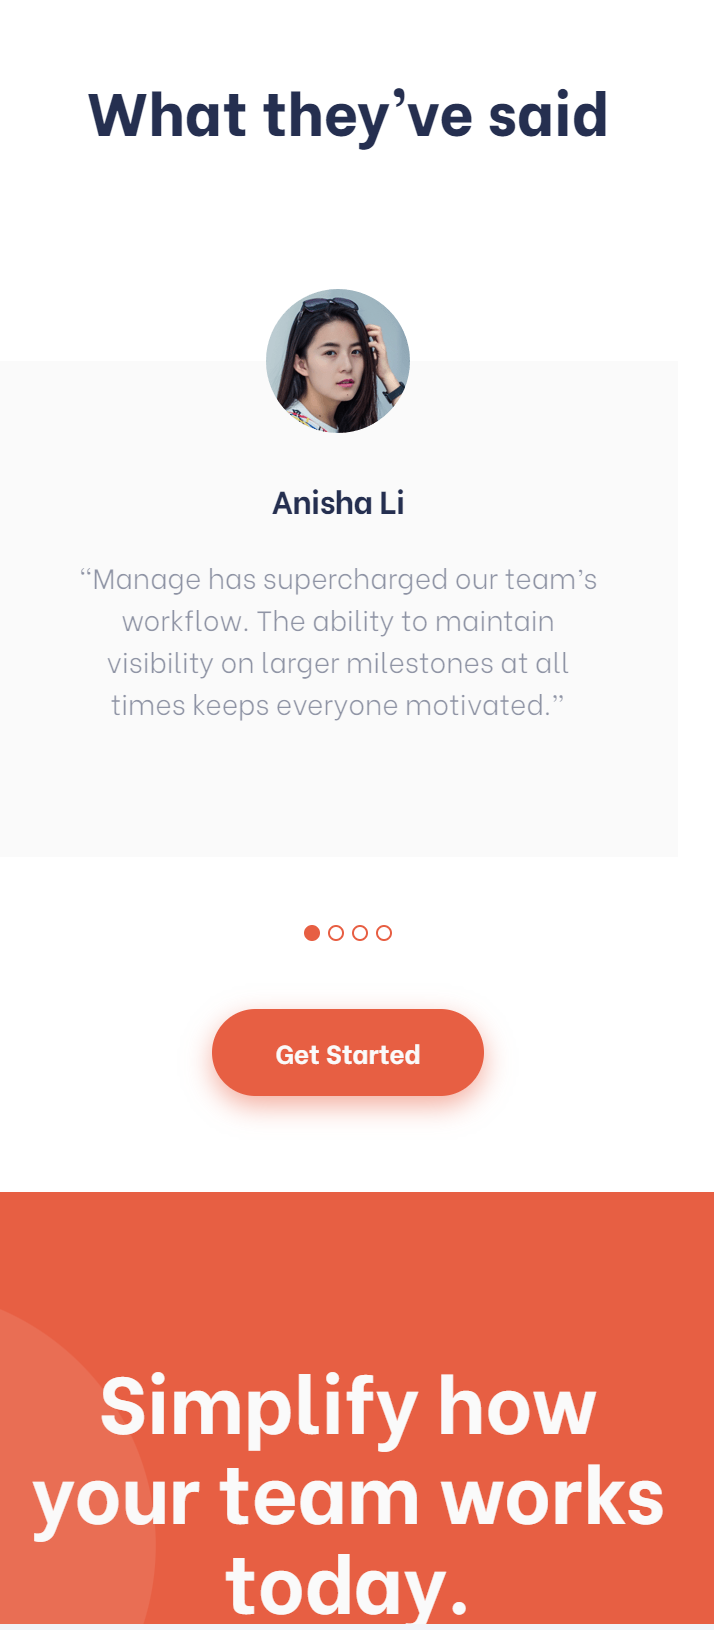 What they’ve said
Anisha Li
“Manage has supercharged our team’s
workflow. The ability to maintain
visibility on larger milestones at all
times keeps everyone motivated.”
Get Started
Simplify how
your team works
today.